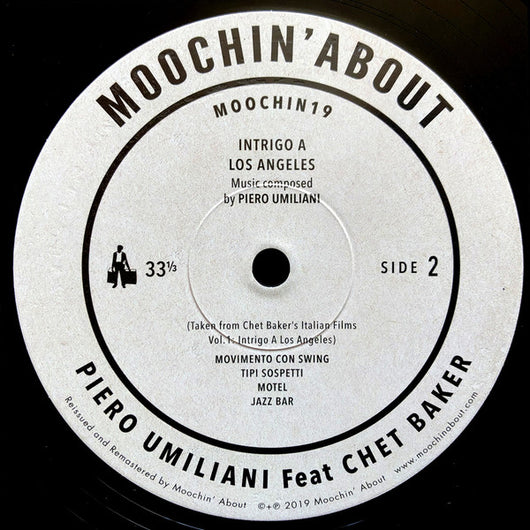 MOOCHIN' ABOUT
MOOCHIN19
INTRIGO A
LOS ANGELES
Music composed
by PIERO UMILIANI
33⅓
SIDE 2
(Taken from Chet Baker's Italian Films
Vol.1: Intrigo A Los Angeles)
MOVIMENTO CON SWING
TIPI SOSPETTI
MOTEL
JAZZ BAR
PIERO UMILIANI Feat CHET BAKER
Reissued and Remastered by Moochin' About ©+℗ 2019 Moochin' About www.moochinabout.com